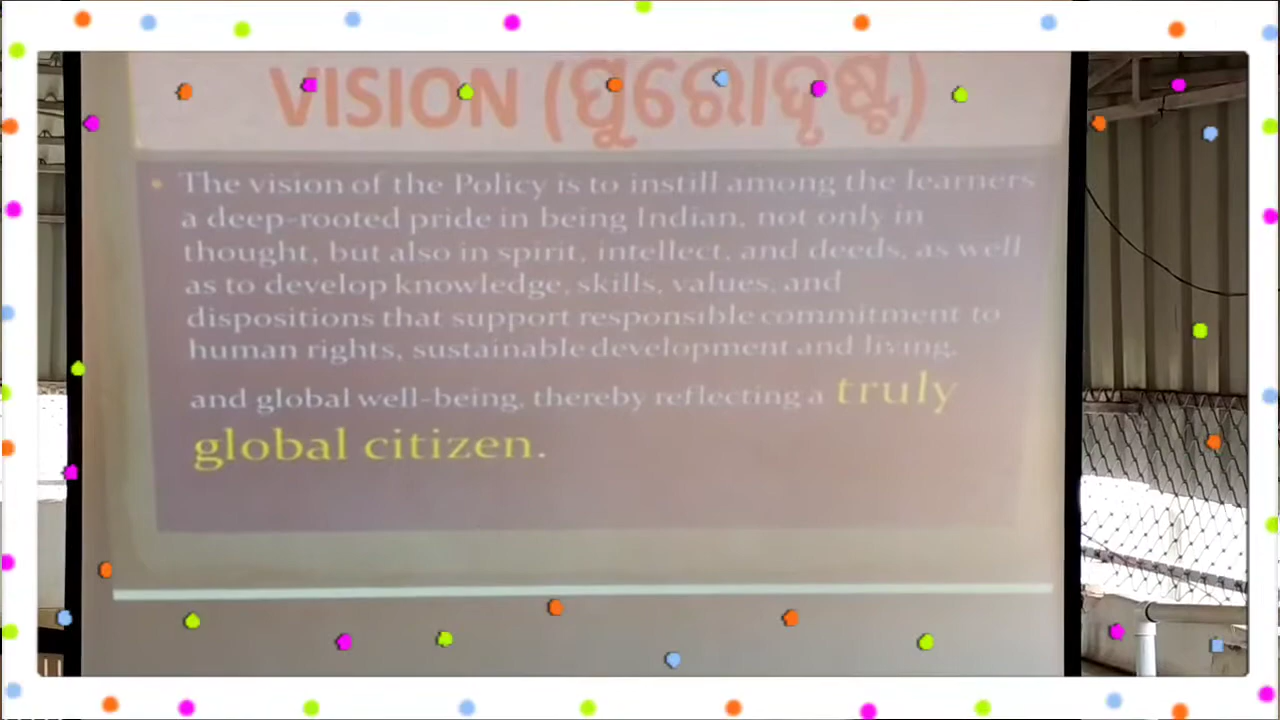 VISION (ପୁରୋଦୃଷ୍ଟି)
• The vision of the Policy is to instill among the learners
a deep-rooted pride in being Indian, not only in
thought, but also in spirit, intellect, and deeds, as well
as to develop knowledge, skills, values, and
dispositions that support responsible commitment to
human rights, sustainable development and living,
and global well-being, thereby reflecting a truly
global citizen.